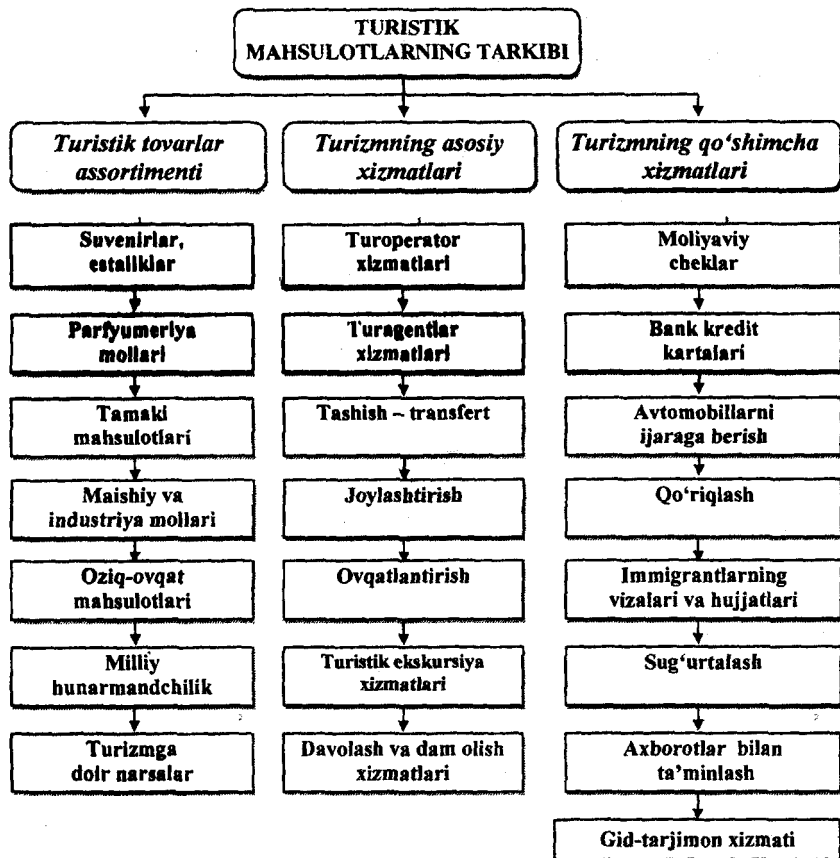 TURISTIK
MAHSULOTLARNING TARKIBI
Turistik tovarlar
assortimenti
Suvenirlar,
estaliklar
Parfyumeriya
mollari
Tamaki
mahsulotlari
Maishiy va
industriya mollari
Oziq-ovqat
mahsulotlari
Milliy
hunarmandchilik
Turizmga
doir narsalar
Turizmning asosiy
xizmatlari
Turoperator
xizmatlari
Turagentlar
xizmatlari
Tashish – transfert
Joylashtirish
Ovqatlantirish
Turistik ekskursiya
xizmatlari
Davolash va dam olish
xizmatlari
Turizmning qo‘shimcha
xizmatlari
Moliyaviy
cheklar
Bank kredit
kartalari
Avtomobillarni
ijaraga berish
Qo‘riqlash
Immigrantlarning
vizalari va hujjatlari
Sug‘urtalash
Axborotlar bilan
ta’minlash
Gid-tarjimon xizmati